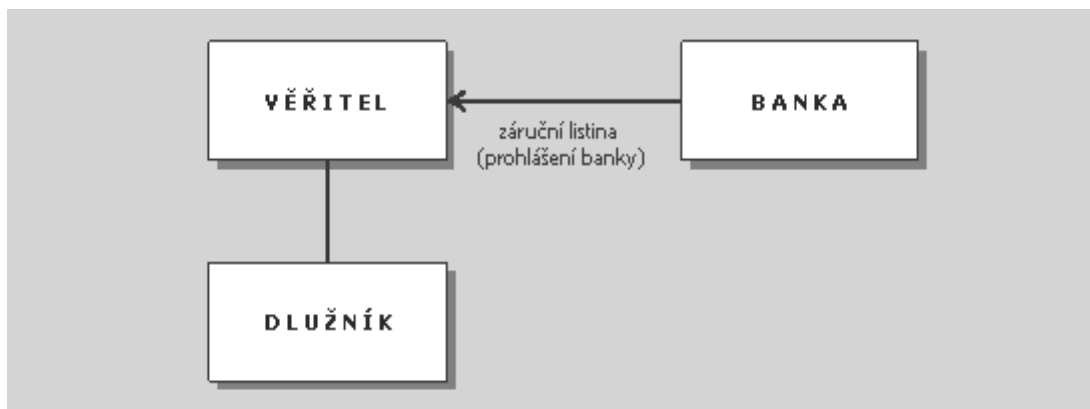 VĚŘITEL
BANKA
záruční listina
(prohlášení banky)
DLUŽNÍK